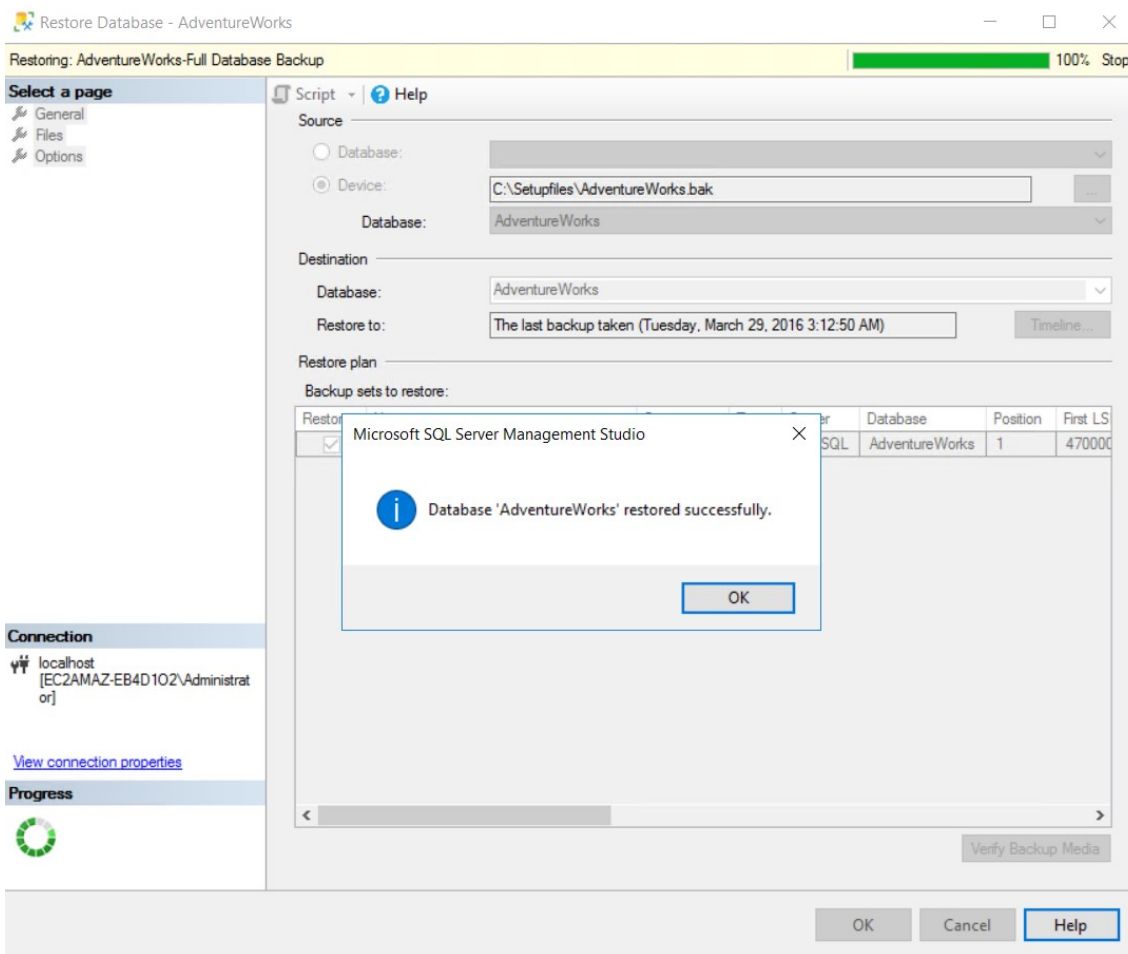 Restore Database - AdventureWorks
Restoring: AdventureWorks-Full Database Backup
100% Stop
Select a page
General
Files
Options
Script
Help
Source
Database:
Device:
C:\Setupfiles\AdventureWorks.bak
...
Database:
AdventureWorks
Destination
Database:
AdventureWorks
Restore to:
The last backup taken (Tuesday, March 29, 2016 3:12:50 AM)
Timeline...
Restore plan
Backup sets to restore:
Restor Database Position First LS
SQL AdventureWorks 1 470000
Microsoft SQL Server Management Studio
Database 'AdventureWorks' restored successfully.
OK
Connection
localhost
[EC2AMAZ-EB4D1O2\Administrat
or]
View connection properties
Progress
Verify Backup Media
OK Cancel Help